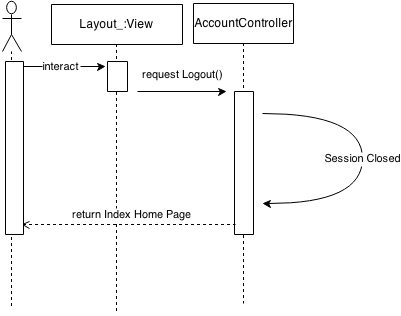 Layout_:View
AccountController
interact
request Logout()
Session Closed
return Index Home Page